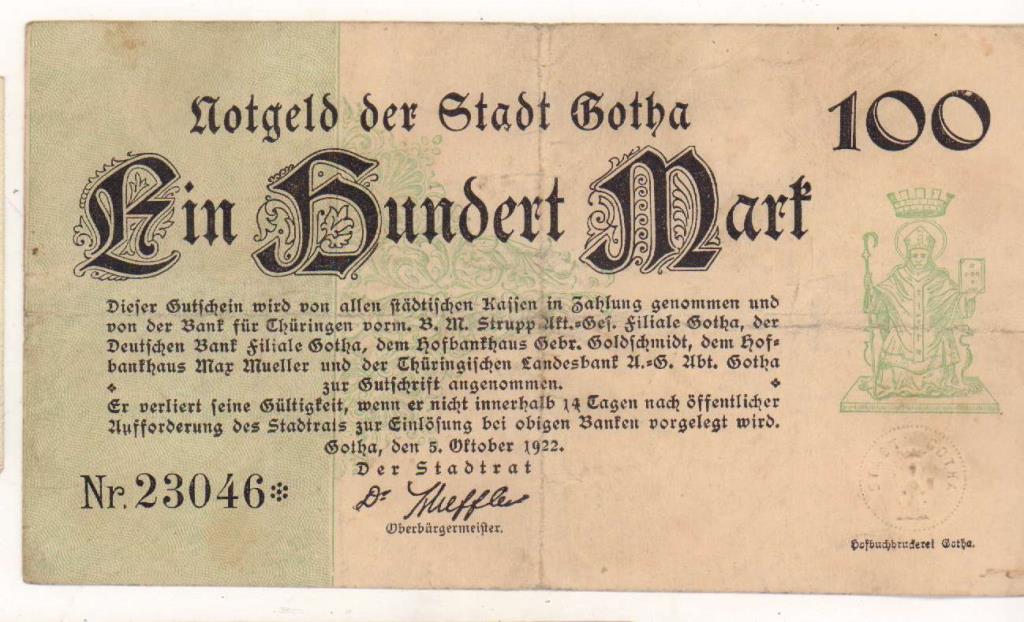 Notgeld der Stadt Gotha
100
Ein Hundert Mark
Dieser Gutschein wird von allen städtischen Kassen in Zahlung genommen und
von der Bank für Thüringen vorm. B. M. Strupp Akt.-Ges. Filiale Gotha, der
Deutschen Bank Filiale Gotha, dem Hofbankhaus Gebr. Goldschmidt, dem Hof-
bankhaus Max Mueller und der Thüringischen Landesbank A.-G. Abt. Gotha
zur Gutschrift angenommen.
Er verliert seine Gültigkeit, wenn er nicht innerhalb 14 Tagen nach öffentlicher
Aufforderung des Stadtrats zur Einlösung bei obigen Banken vorgelegt wird.
Gotha, den 5. Oktober 1922.
Der Stadtrat
Nr. 23046*
Dr Scheffler
Oberbürgermeister.
GOTHA
Hofbuchdruckerei Gotha.